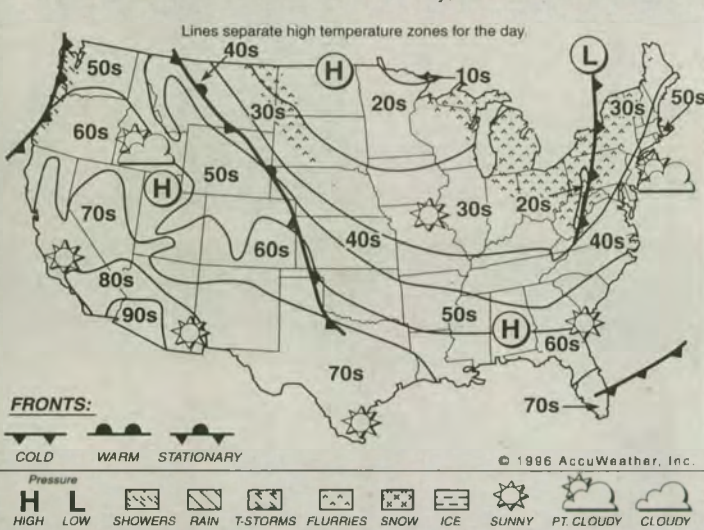 Lines separate high temperature zones for the day.
40s
50s
H
L
10s
20s
30s
30s
50s
60s
50s
H
70s
30s
20s
60s
40s
40s
80s
50s
90s
H
60s
70s
70s
FRONTS:
COLD WARM STATIONARY
© 1996 AccuWeather, Inc.
Pressure
H L
HIGH LOW SHOWERS RAIN T-STORMS FLURRIES SNOW ICE SUNNY PT. CLOUDY CLOUDY